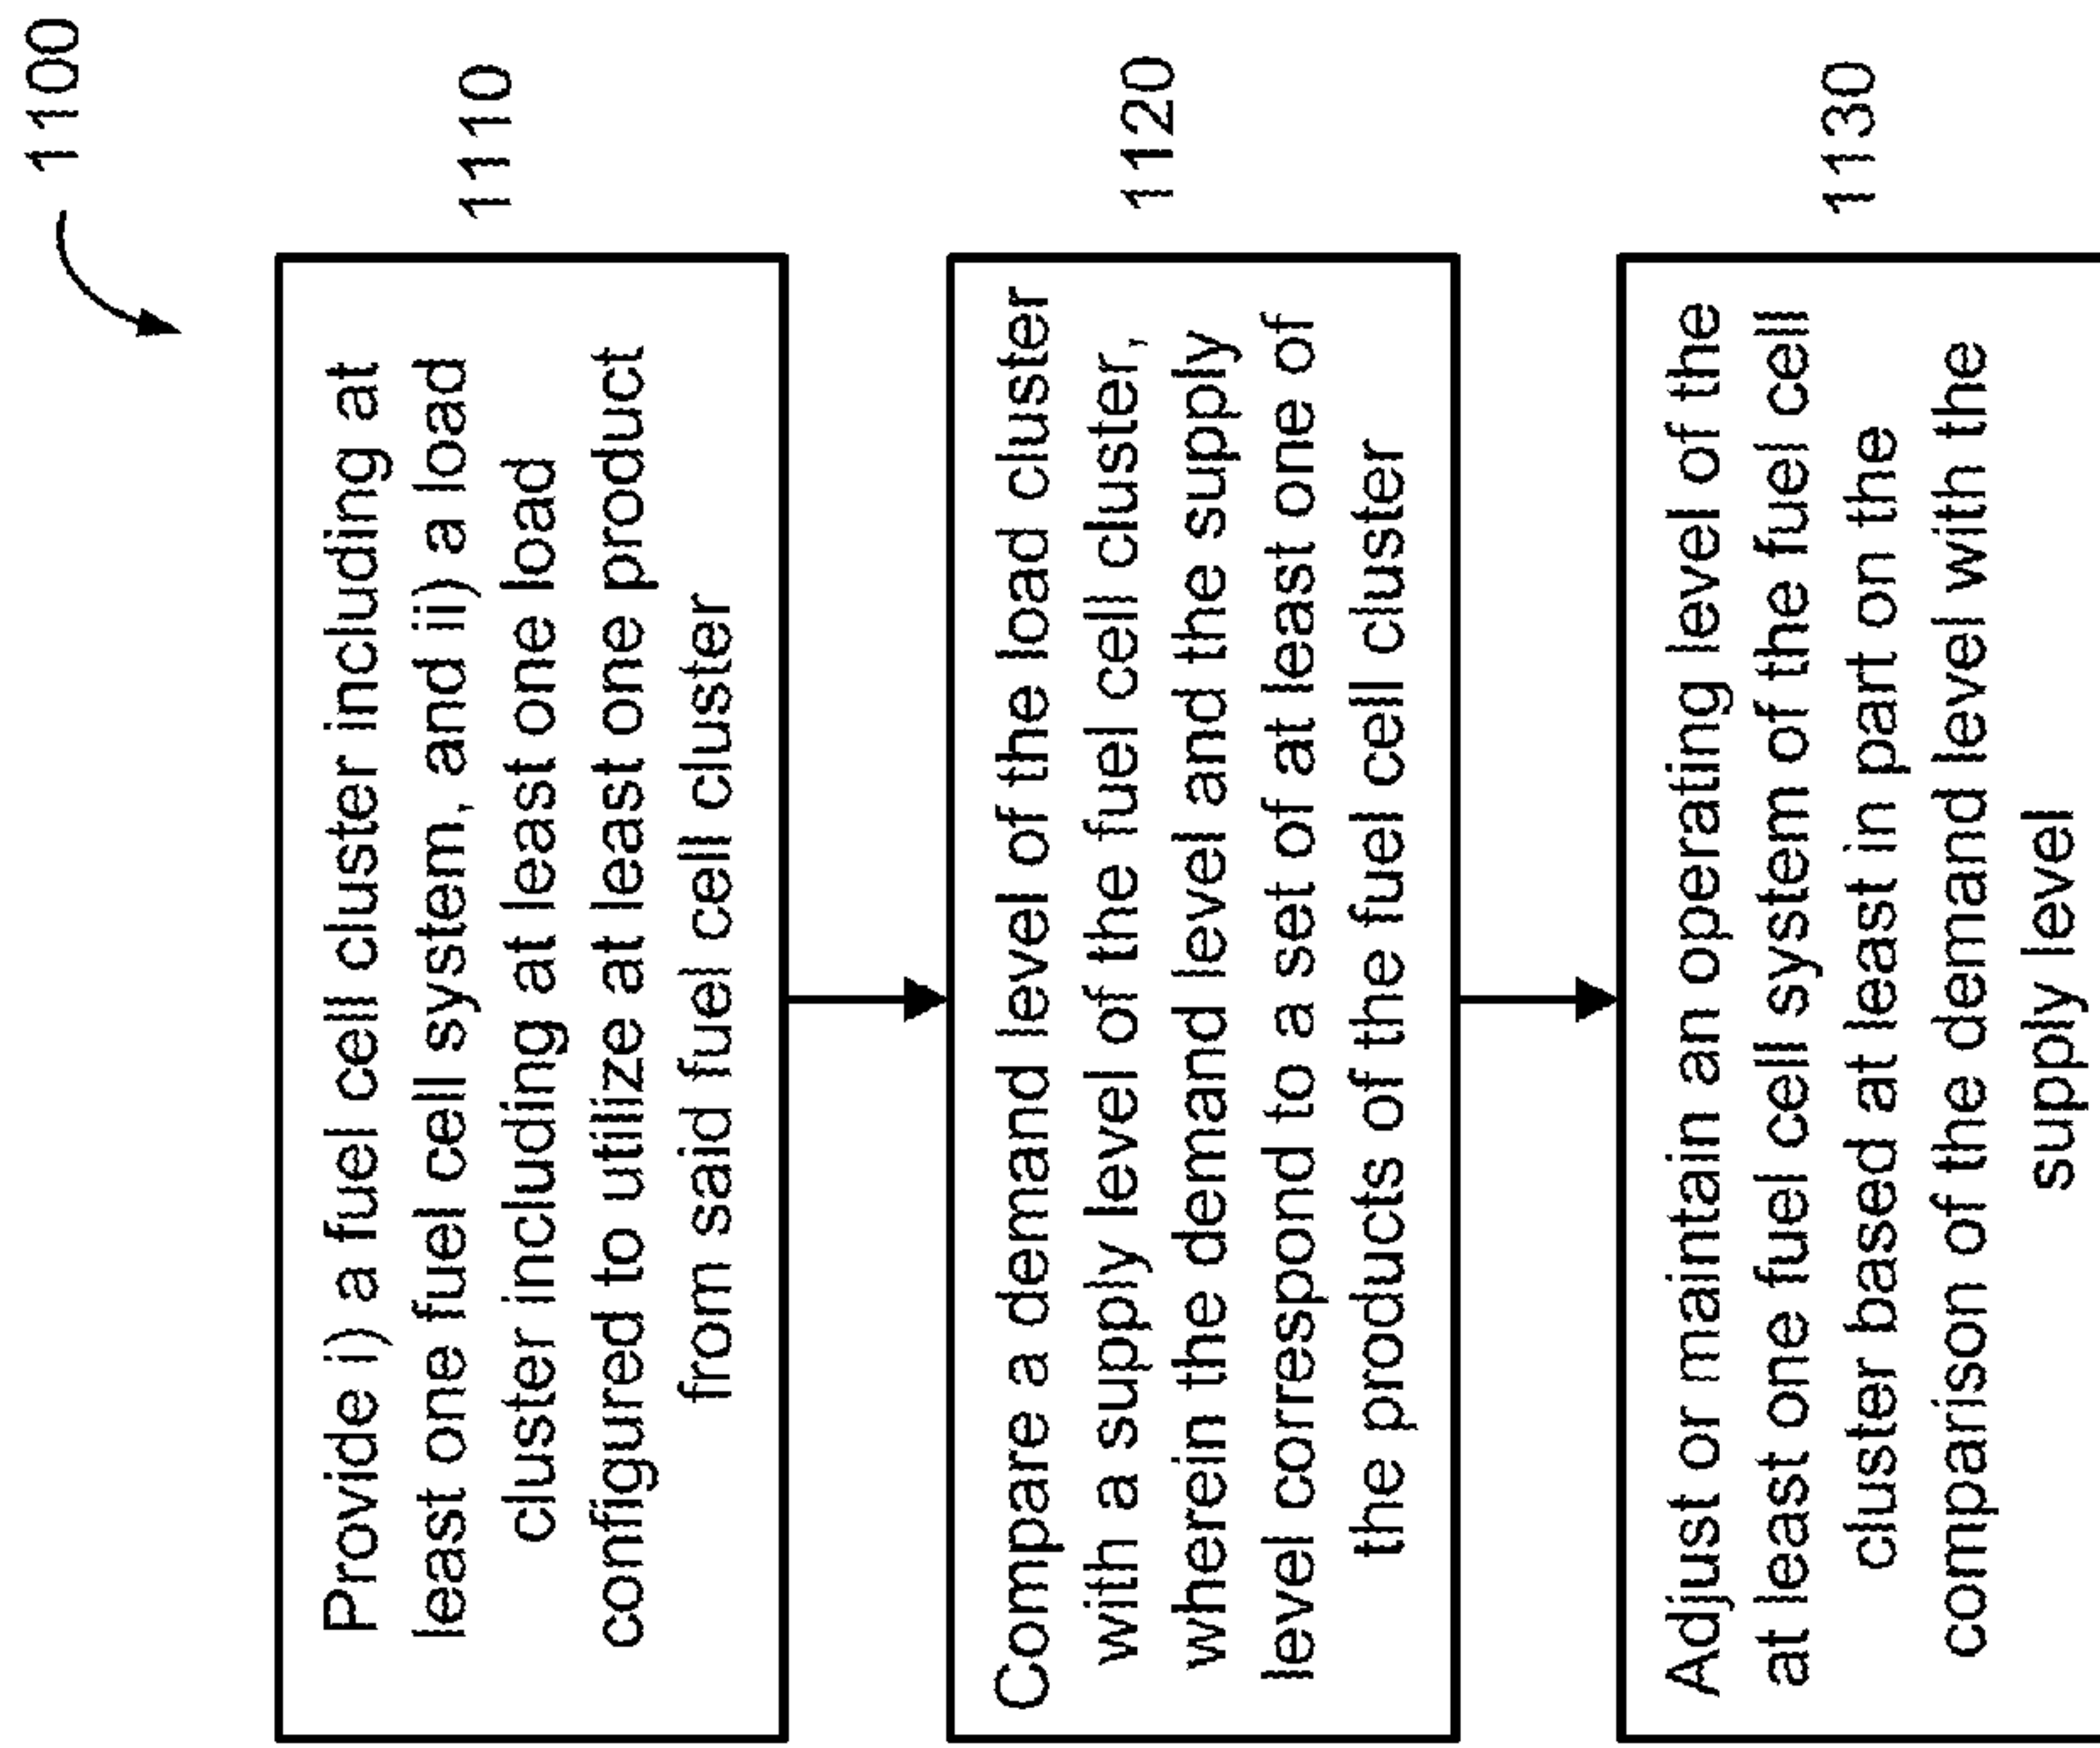 1100
1110
Provide i) a fuel cell cluster including at
least one fuel cell system, and ii) a load
cluster including at least one load
configured to utilize at least one product
from said fuel cell cluster
1120
Compare a demand level of the load cluster
with a supply level of the fuel cell cluster,
wherein the demand level and the supply
level correspond to a set of at least one of
the products of the fuel cell cluster
1130
Adjust or maintain an operating level of the
at least one fuel cell system of the fuel cell
cluster based at least in part on the
comparison of the demand level with the
supply level